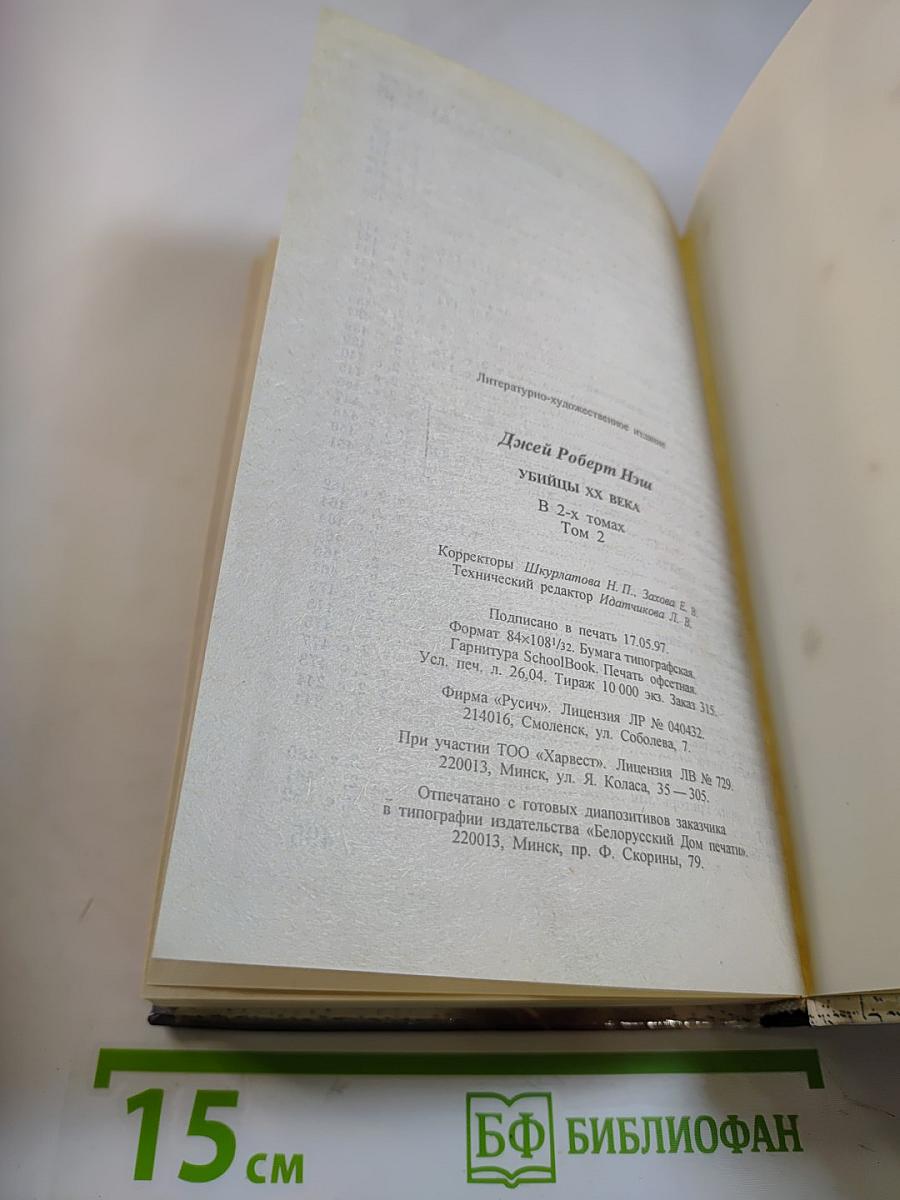 Литературно-художественное издание
Джей Роберт Нэш
УБИЙЦЫ XX ВЕКА
В 2-х томах
Том 2
Корректоры Шкурлатова Н. П., Захова Е. В.
Технический редактор Идатчикова Л. В.
Подписано в печать 17.05.97.
Формат 84×108¹/₃₂. Бумага типографская.
Гарнитура SchoolBook. Печать офсетная.
Усл. печ. л. 26,04. Тираж 10 000 экз. Заказ 315.
Фирма «Русич». Лицензия ЛР № 040432.
214016, Смоленск, ул. Соболева, 7.
При участии ТОО «Харвест». Лицензия ЛВ № 729.
220013, Минск, ул. Я. Коласа, 35 — 305.
Отпечатано с готовых диапозитивов заказчика
в типографии издательства «Белорусский Дом печати».
220013, Минск, пр. Ф. Скорины, 79.
15 см
БФ БИБЛИОФАН